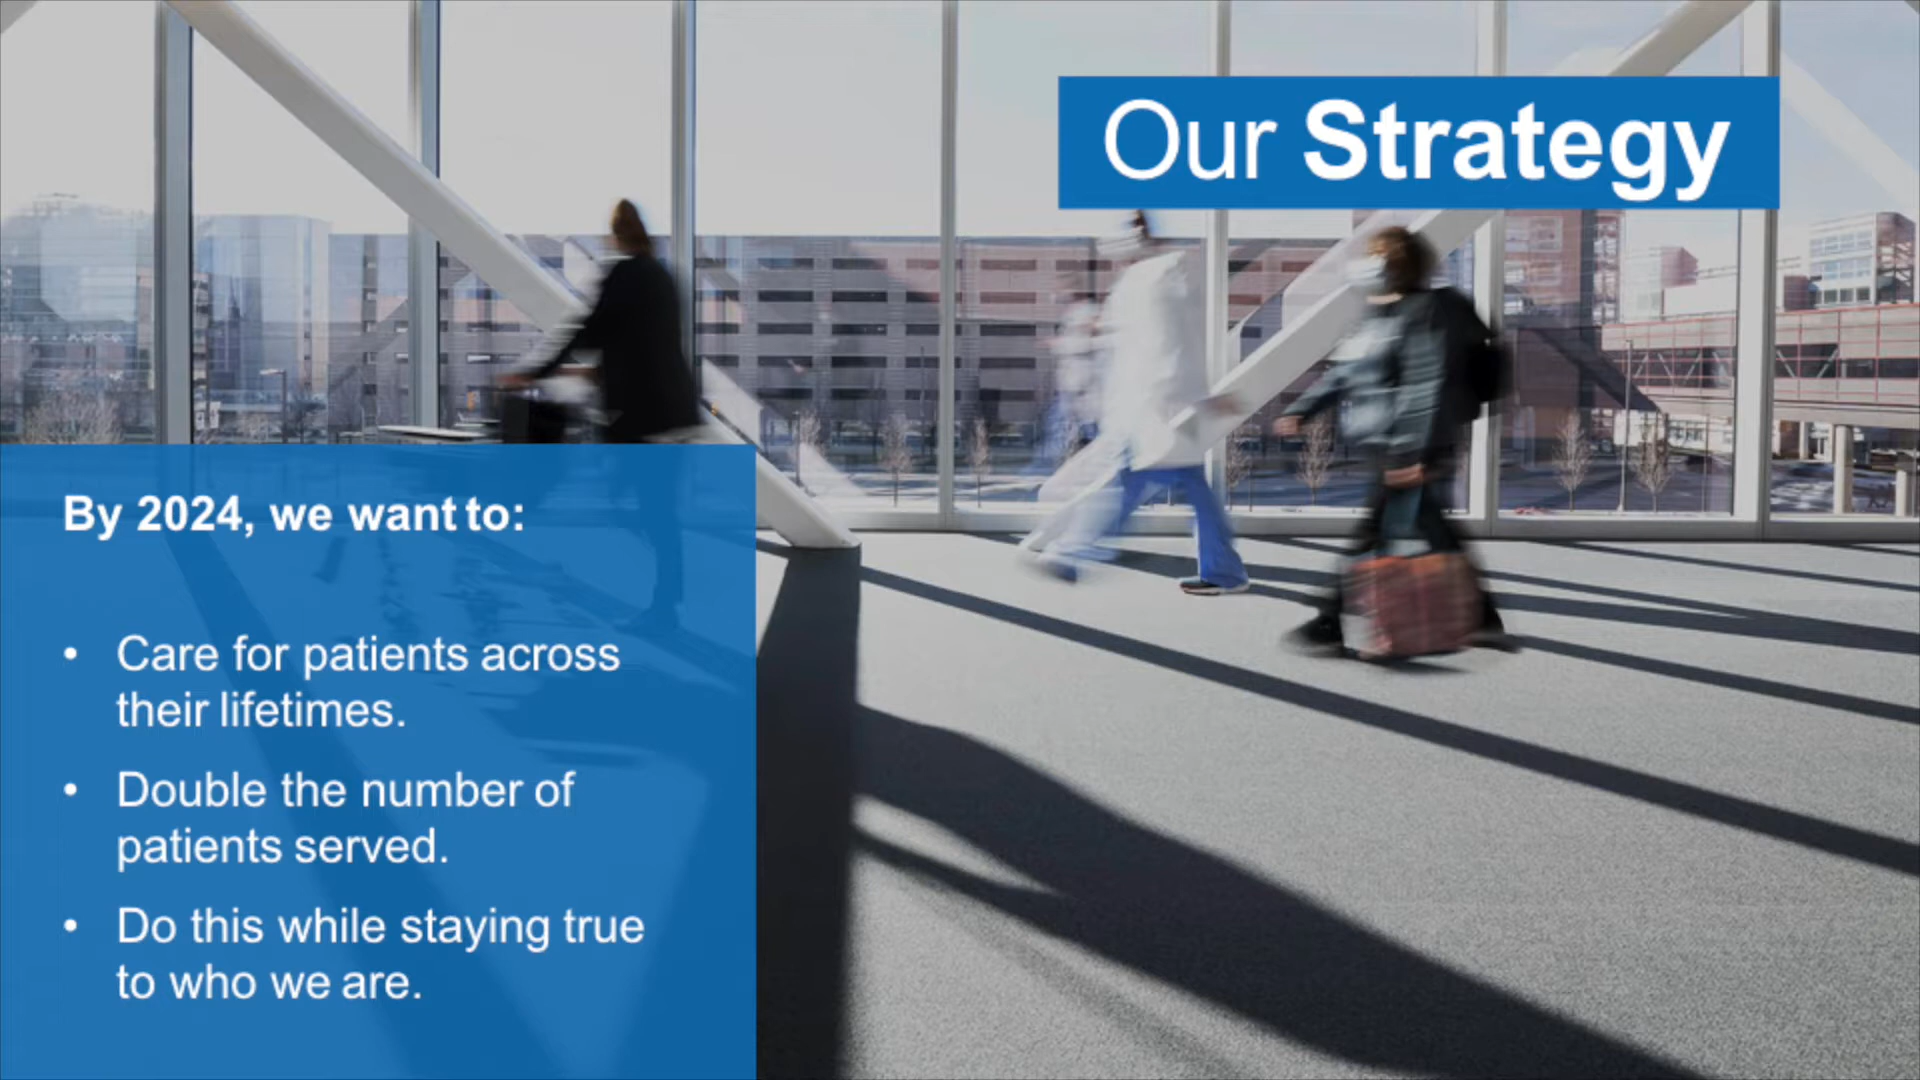 Our Strategy
By 2024, we want to:
• Care for patients across
their lifetimes.
• Double the number of
patients served.
• Do this while staying true
to who we are.